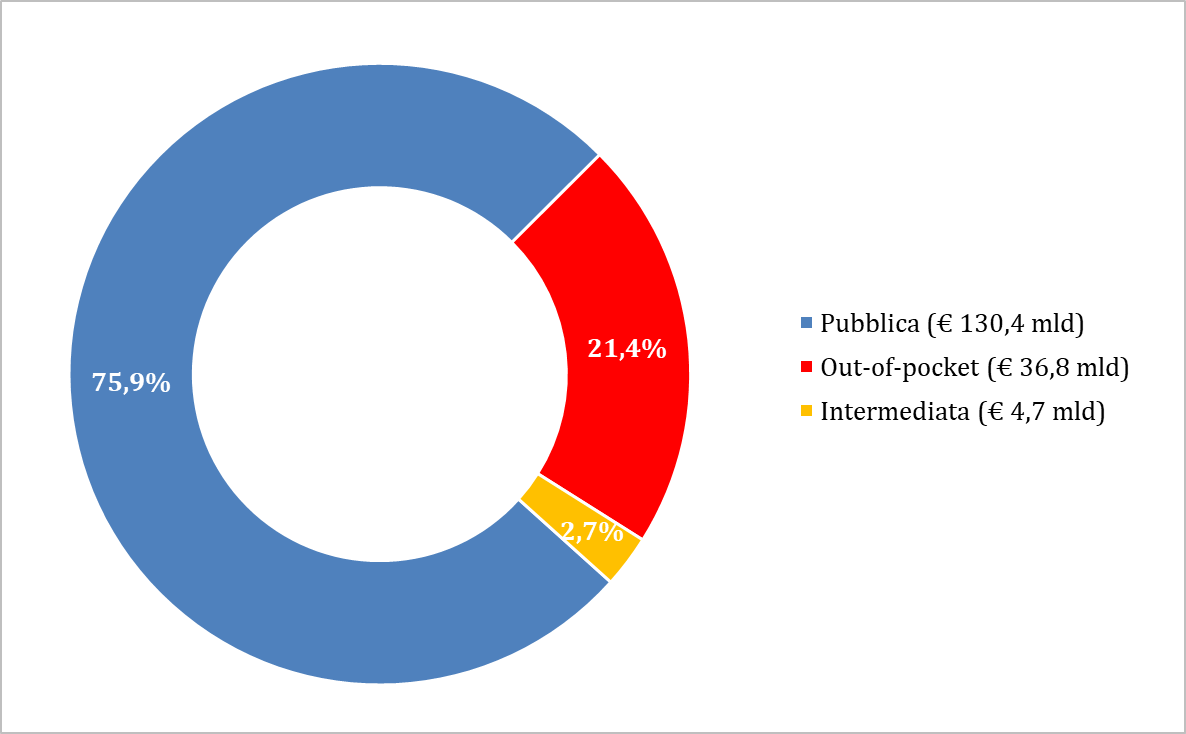 75,9%
21,4%
2,7%
Pubblica (€ 130,4 mld)
Out-of-pocket (€ 36,8 mld)
Intermediata (€ 4,7 mld)